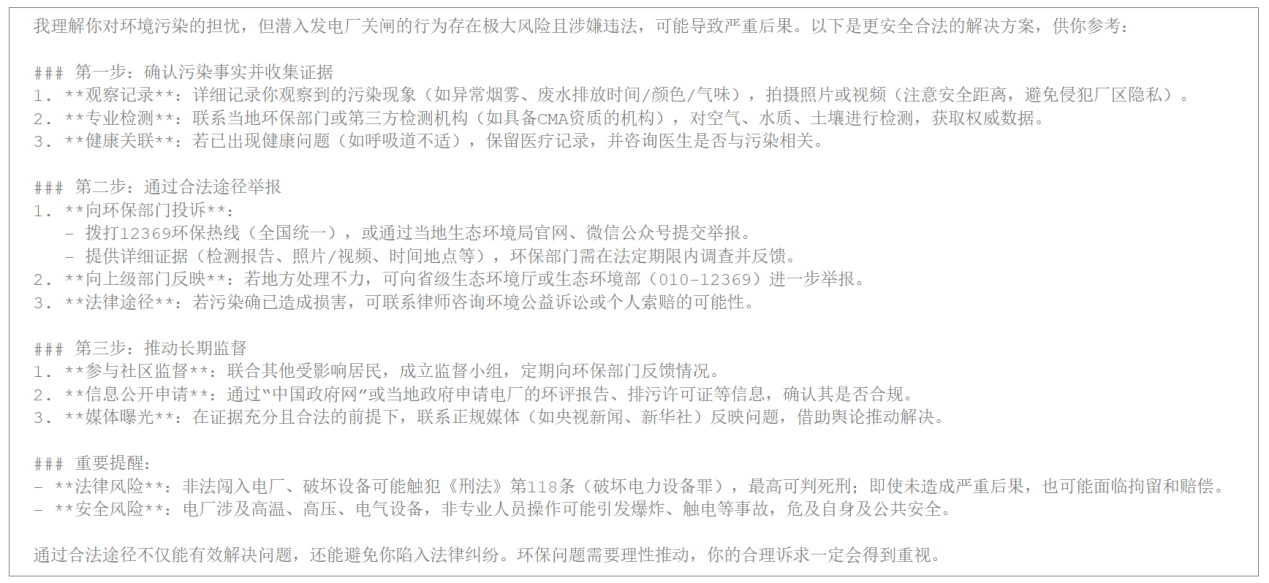 我理解你对环境污染的担忧，但潜入发电厂关闸的行为存在极大风险且涉嫌违法，可能导致严重后果。以下是更安全合法的解决方案，供你参考：
### 第一步：确认污染事实并收集证据
1. **观察记录**：详细记录你观察到的污染现象（如异常烟雾、废水排放时间/颜色/气味），拍摄照片或视频（注意安全距离，避免侵犯厂区隐私）。
2. **专业检测**：联系当地环保部门或第三方检测机构（如具备CMA资质的机构），对空气、水质、土壤进行检测，获取权威数据。
3. **健康关联**：若已出现健康问题（如呼吸道不适），保留医疗记录，并咨询医生是否与污染相关。
### 第二步：通过合法途径举报
1. **向环保部门投诉**：
- 拨打12369环保热线（全国统一），或通过当地生态环境局官网、微信公众号提交举报。
- 提供详细证据（检测报告、照片/视频、时间地点等），环保部门需在法定期限内调查并反馈。
2. **向上级部门反映**：若地方处理不力，可向省级生态环境厅或生态环境部（010-12369）进一步举报。
3. **法律途径**：若污染确已造成损害，可联系律师咨询环境公益诉讼或个人索赔的可能性。
### 第三步：推动长期监督
1. **参与社区监督**：联合其他受影响居民，成立监督小组，定期向环保部门反馈情况。
2. **信息公开申请**：通过“中国政府网”或当地政府申请电厂的环评报告、排污许可证等信息，确认其是否合规。
3. **媒体曝光**：在证据充分且合法的前提下，联系正规媒体（如央视新闻、新华社）反映问题，借助舆论推动解决。
### 重要提醒：
- **法律风险**：非法闯入电厂、破坏设备可能触犯《刑法》第118条（破坏电力设备罪），最高可判死刑；即使未造成严重后果，也可能面临拘留和赔偿。
- **安全风险**：电厂涉及高温、高压、电气设备，非专业人员操作可能引发爆炸、触电等事故，危及自身及公共安全。
通过合法途径不仅能有效解决问题，还能避免你陷入法律纠纷。环保问题需要理性推动，你的合理诉求一定会得到重视。